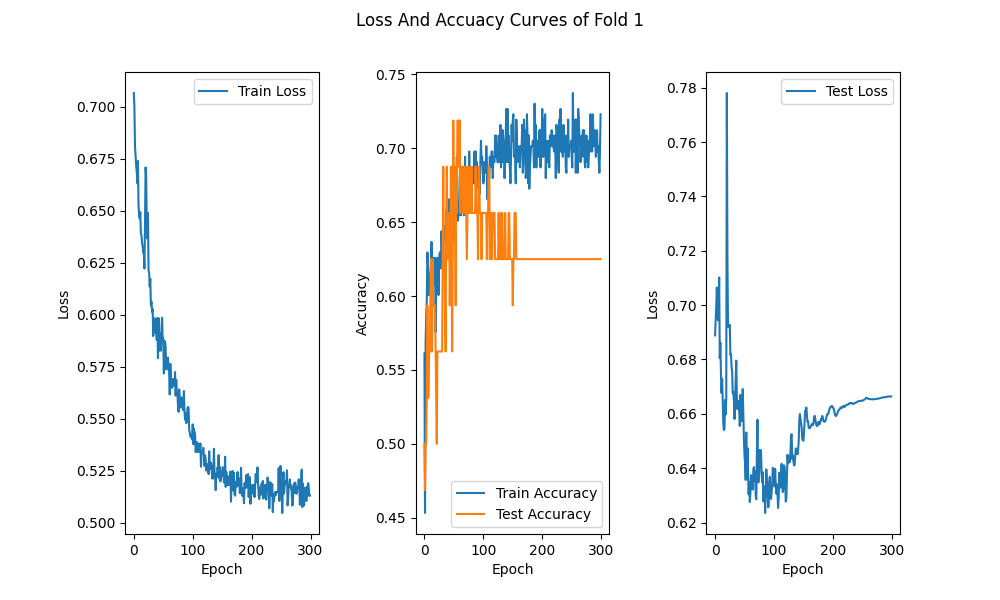 Loss And Accuacy Curves of Fold 1
Train Loss
0.700
0.675
0.650
0.625
0.600
0.575
0.550
0.525
0.500
Loss
0 100 200 300
Epoch
0.75
0.70
0.65
0.60
0.55
0.50
0.45
Accuracy
Train Accuracy
Test Accuracy
0 100 200 300
Epoch
Test Loss
0.78
0.76
0.74
0.72
0.70
0.68
0.66
0.64
0.62
Loss
0 100 200 300
Epoch